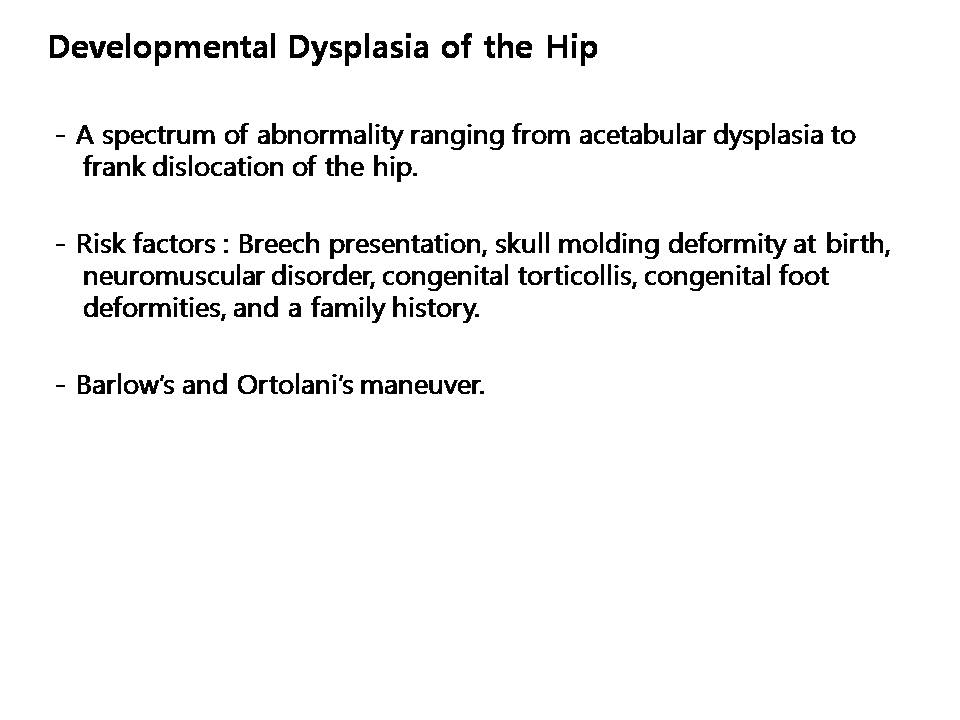 Developmental Dysplasia of the Hip
- A spectrum of abnormality ranging from acetabular dysplasia to
frank dislocation of the hip.
- Risk factors : Breech presentation, skull molding deformity at birth,
neuromuscular disorder, congenital torticollis, congenital foot
deformities, and a family history.
- Barlow's and Ortolani's maneuver.